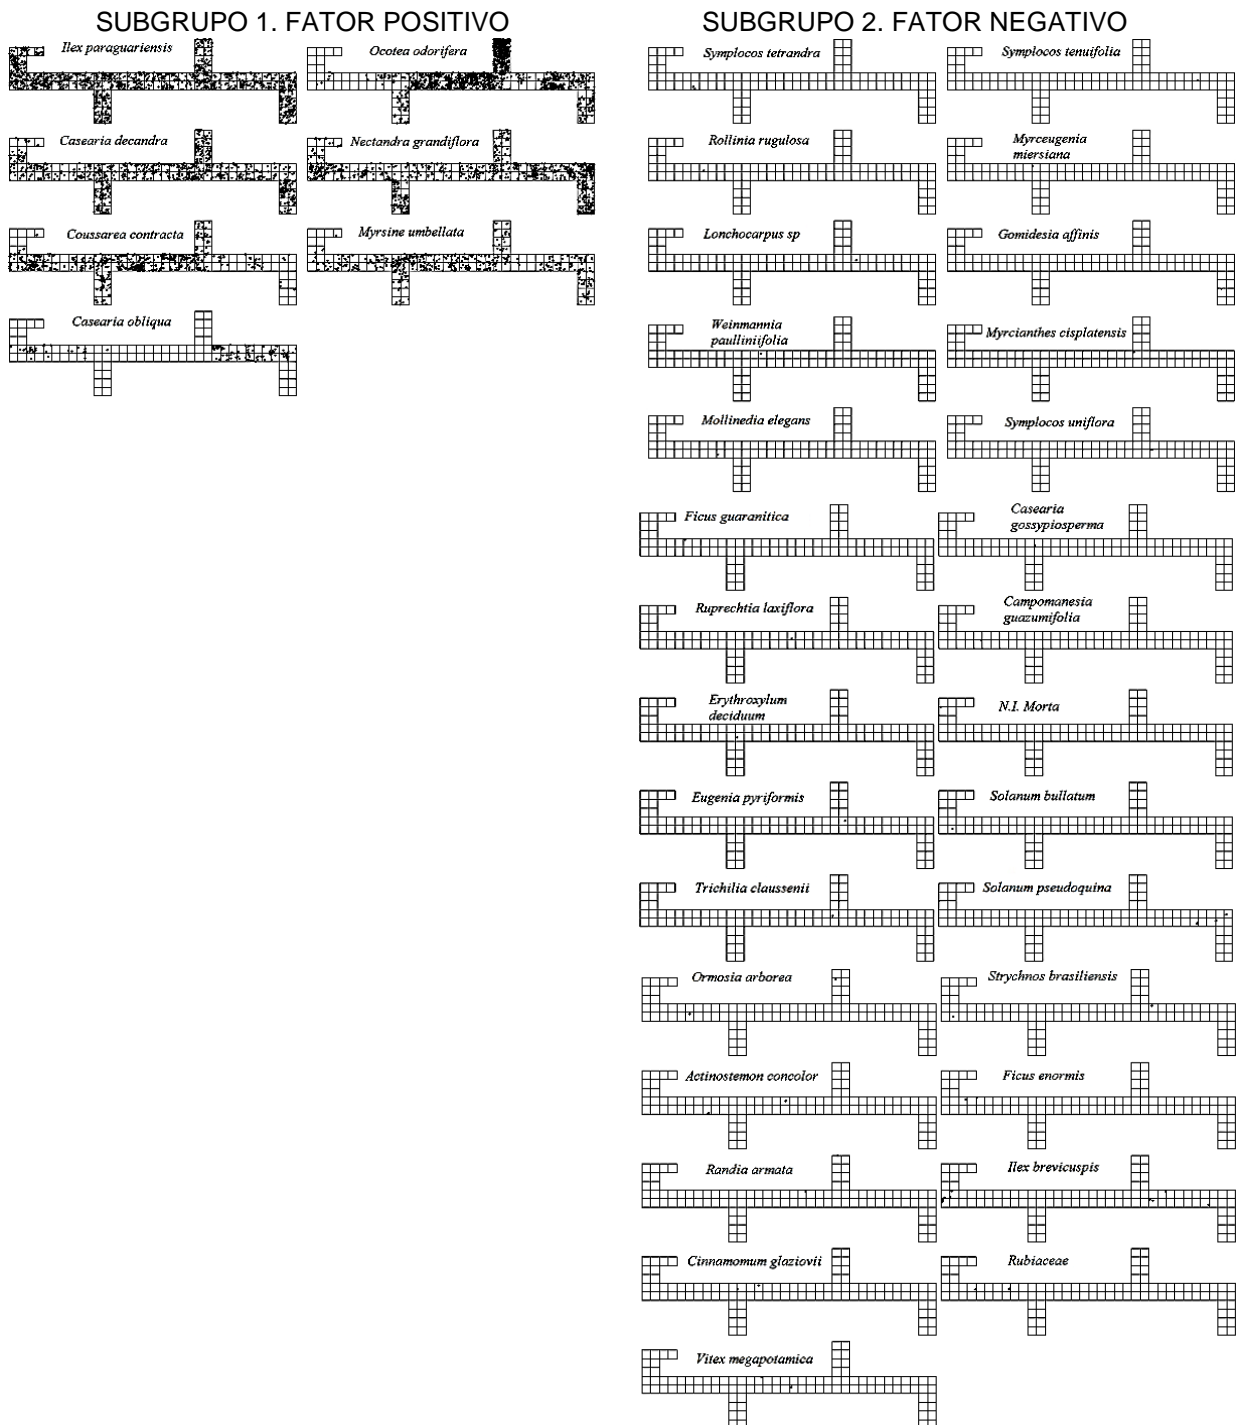 SUBGRUPO 1. FATOR POSITIVO
Ilex paraguariensis
Ocotea odorifera
Casearia decandra
Nectandra grandiflora
Coussarea contracta
Myrsine umbellata
Casearia obliqua
SUBGRUPO 2. FATOR NEGATIVO
Symplocos tetrandra
Symplocos tenuifolia
Rollinia rugulosa
Myrceugenia
miersiana
Lonchocarpus sp
Gomidesia affinis
Weinmannia
paulliniifolia
Myrcianthes cisplatensis
Mollinedia elegans
Symplocos uniflora
Ficus guaranitica
Casearia
gossypiosperma
Ruprechtia laxiflora
Campomanesia
guazumifolia
Erythroxylum
deciduum
N.I. Morta
Eugenia pyriformis
Solanum bullatum
Trichilia claussenii
Solanum pseudoquina
Ormosia arborea
Strychnos brasiliensis
Actinostemon concolor
Ficus enormis
Randia armata
Ilex brevicuspis
Cinnamomum glaziovii
Rubiaceae
Vitex megapotamica